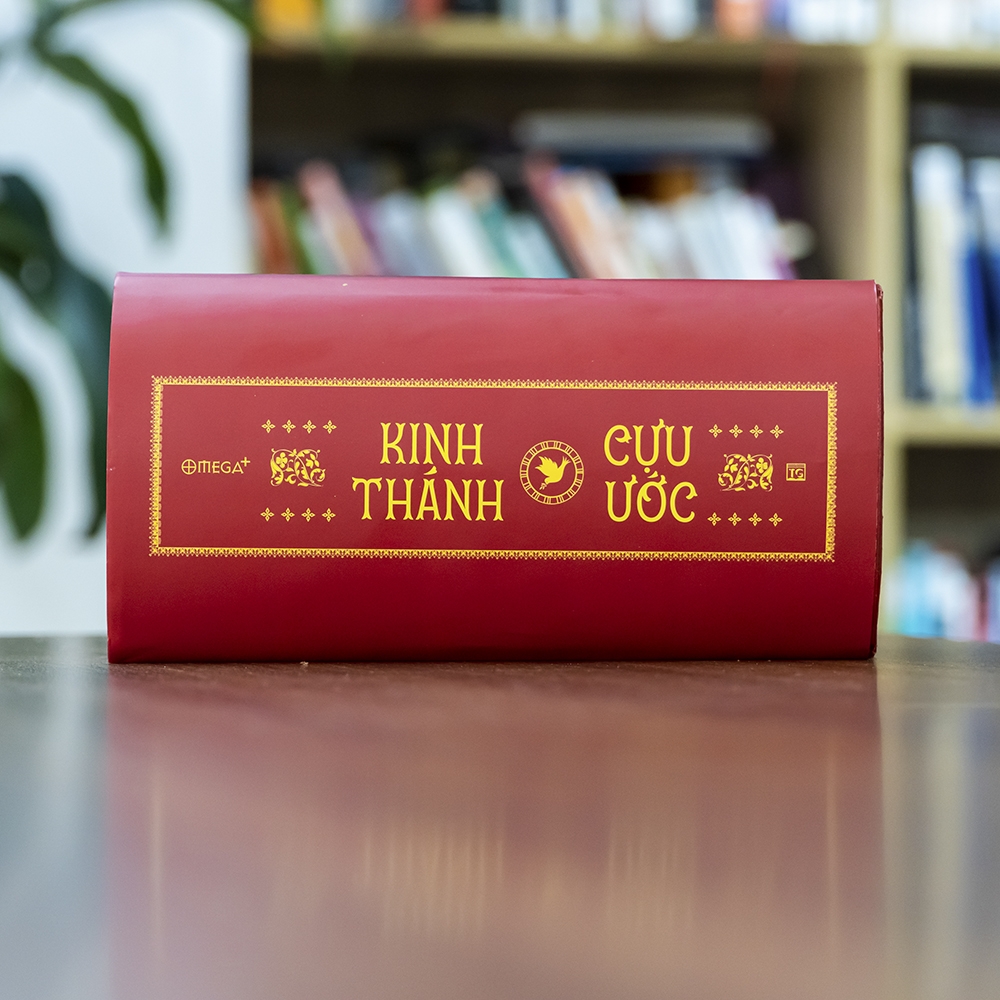 OMEGA+
KINH
THÁNH
CỰU
ƯỚC
TG